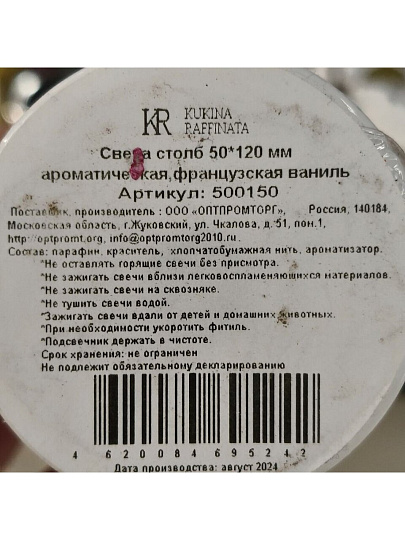 KR KUKINA
RAFFINATA
Свеча столб 50*120 мм
ароматическая,французская ваниль
Артикул: 500150
Поставщик, производитель : ООО «ОПТПРОМТОРГ», Россия, 140184,
Московская область, г.Жуковский, ул. Чкалова, д.51, пом.1,
http://optpromt.org, info@optpromtorg2010.ru.
Состав: парафин, краситель, хлопчатобумажная нить, ароматизатор.
*Не оставлять горящие свечи без присмотра.
*Не зажигать свечи вблизи легковоспламеняющихся материалов.
*Не зажигать свечи на сквозняке.
*Не тушить свечи водой.
*Зажигать свечи вдали от детей и домашних животных.
*При необходимости укоротить фитиль.
*Подсвечник держать в чистоте.
Срок хранения: не ограничен
Не подлежит обязательному декларированию
4 620084 695242
Дата производства: август 2024